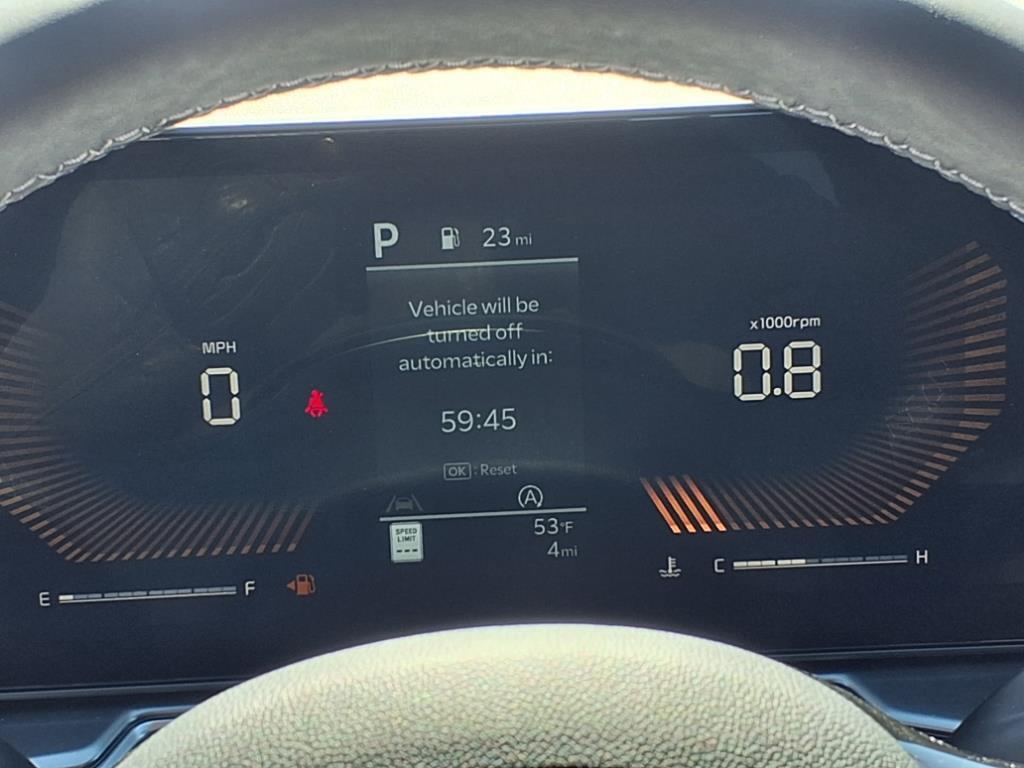 P 23 mi
Vehicle will be
turned off
automatically in:
59:45
OK : Reset
MPH
0
x1000rpm
0.8
A
SPEED
LIMIT
---
53°F
4mi
E F
C H